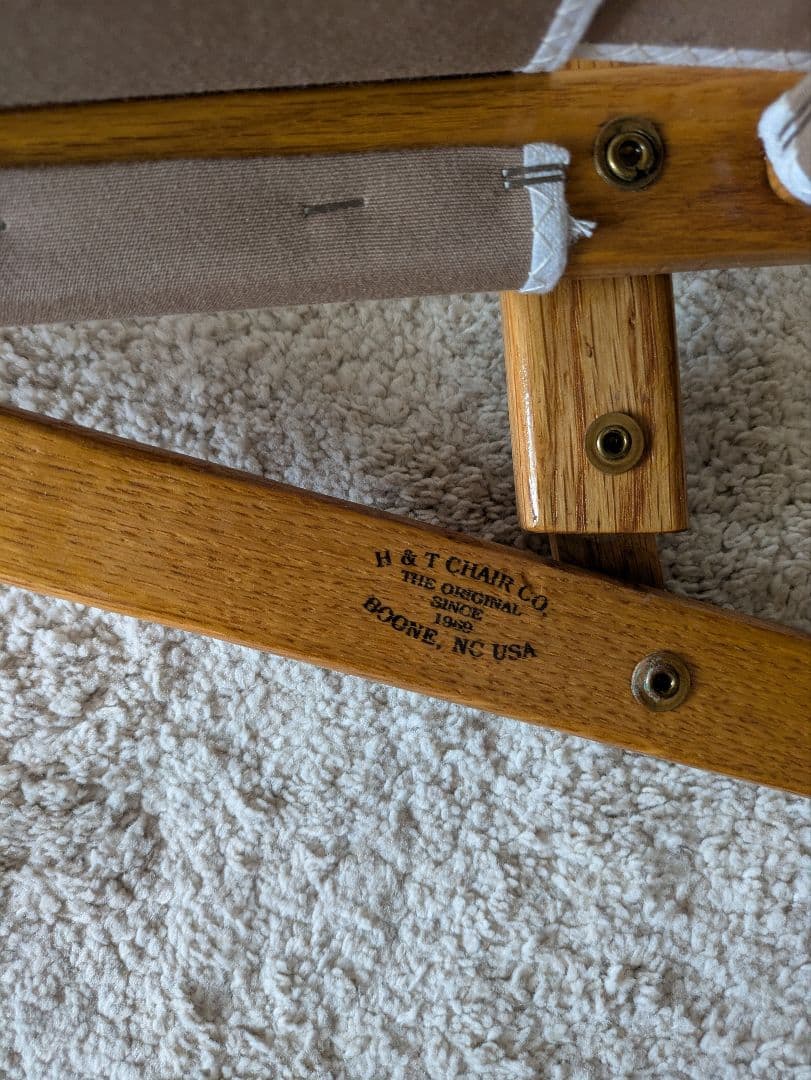 H & T CHAIR CO.
THE ORIGINAL
SINCE
1969
BOONE, NC USA